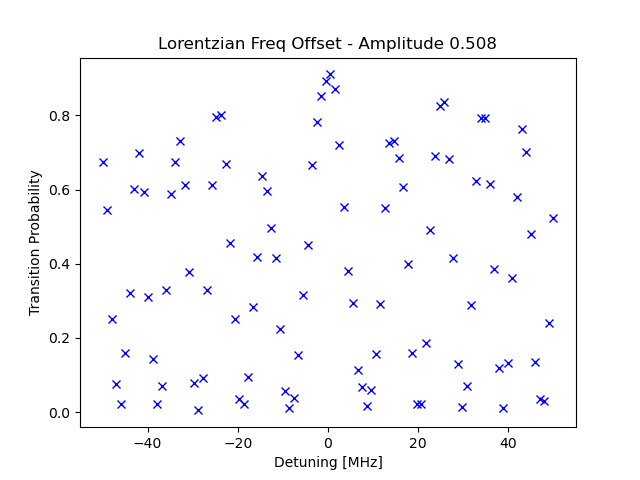 Lorentzian Freq Offset - Amplitude 0.508
Transition Probability
0.8
0.6
0.4
0.2
0.0
−40 −20 0 20 40
Detuning [MHz]